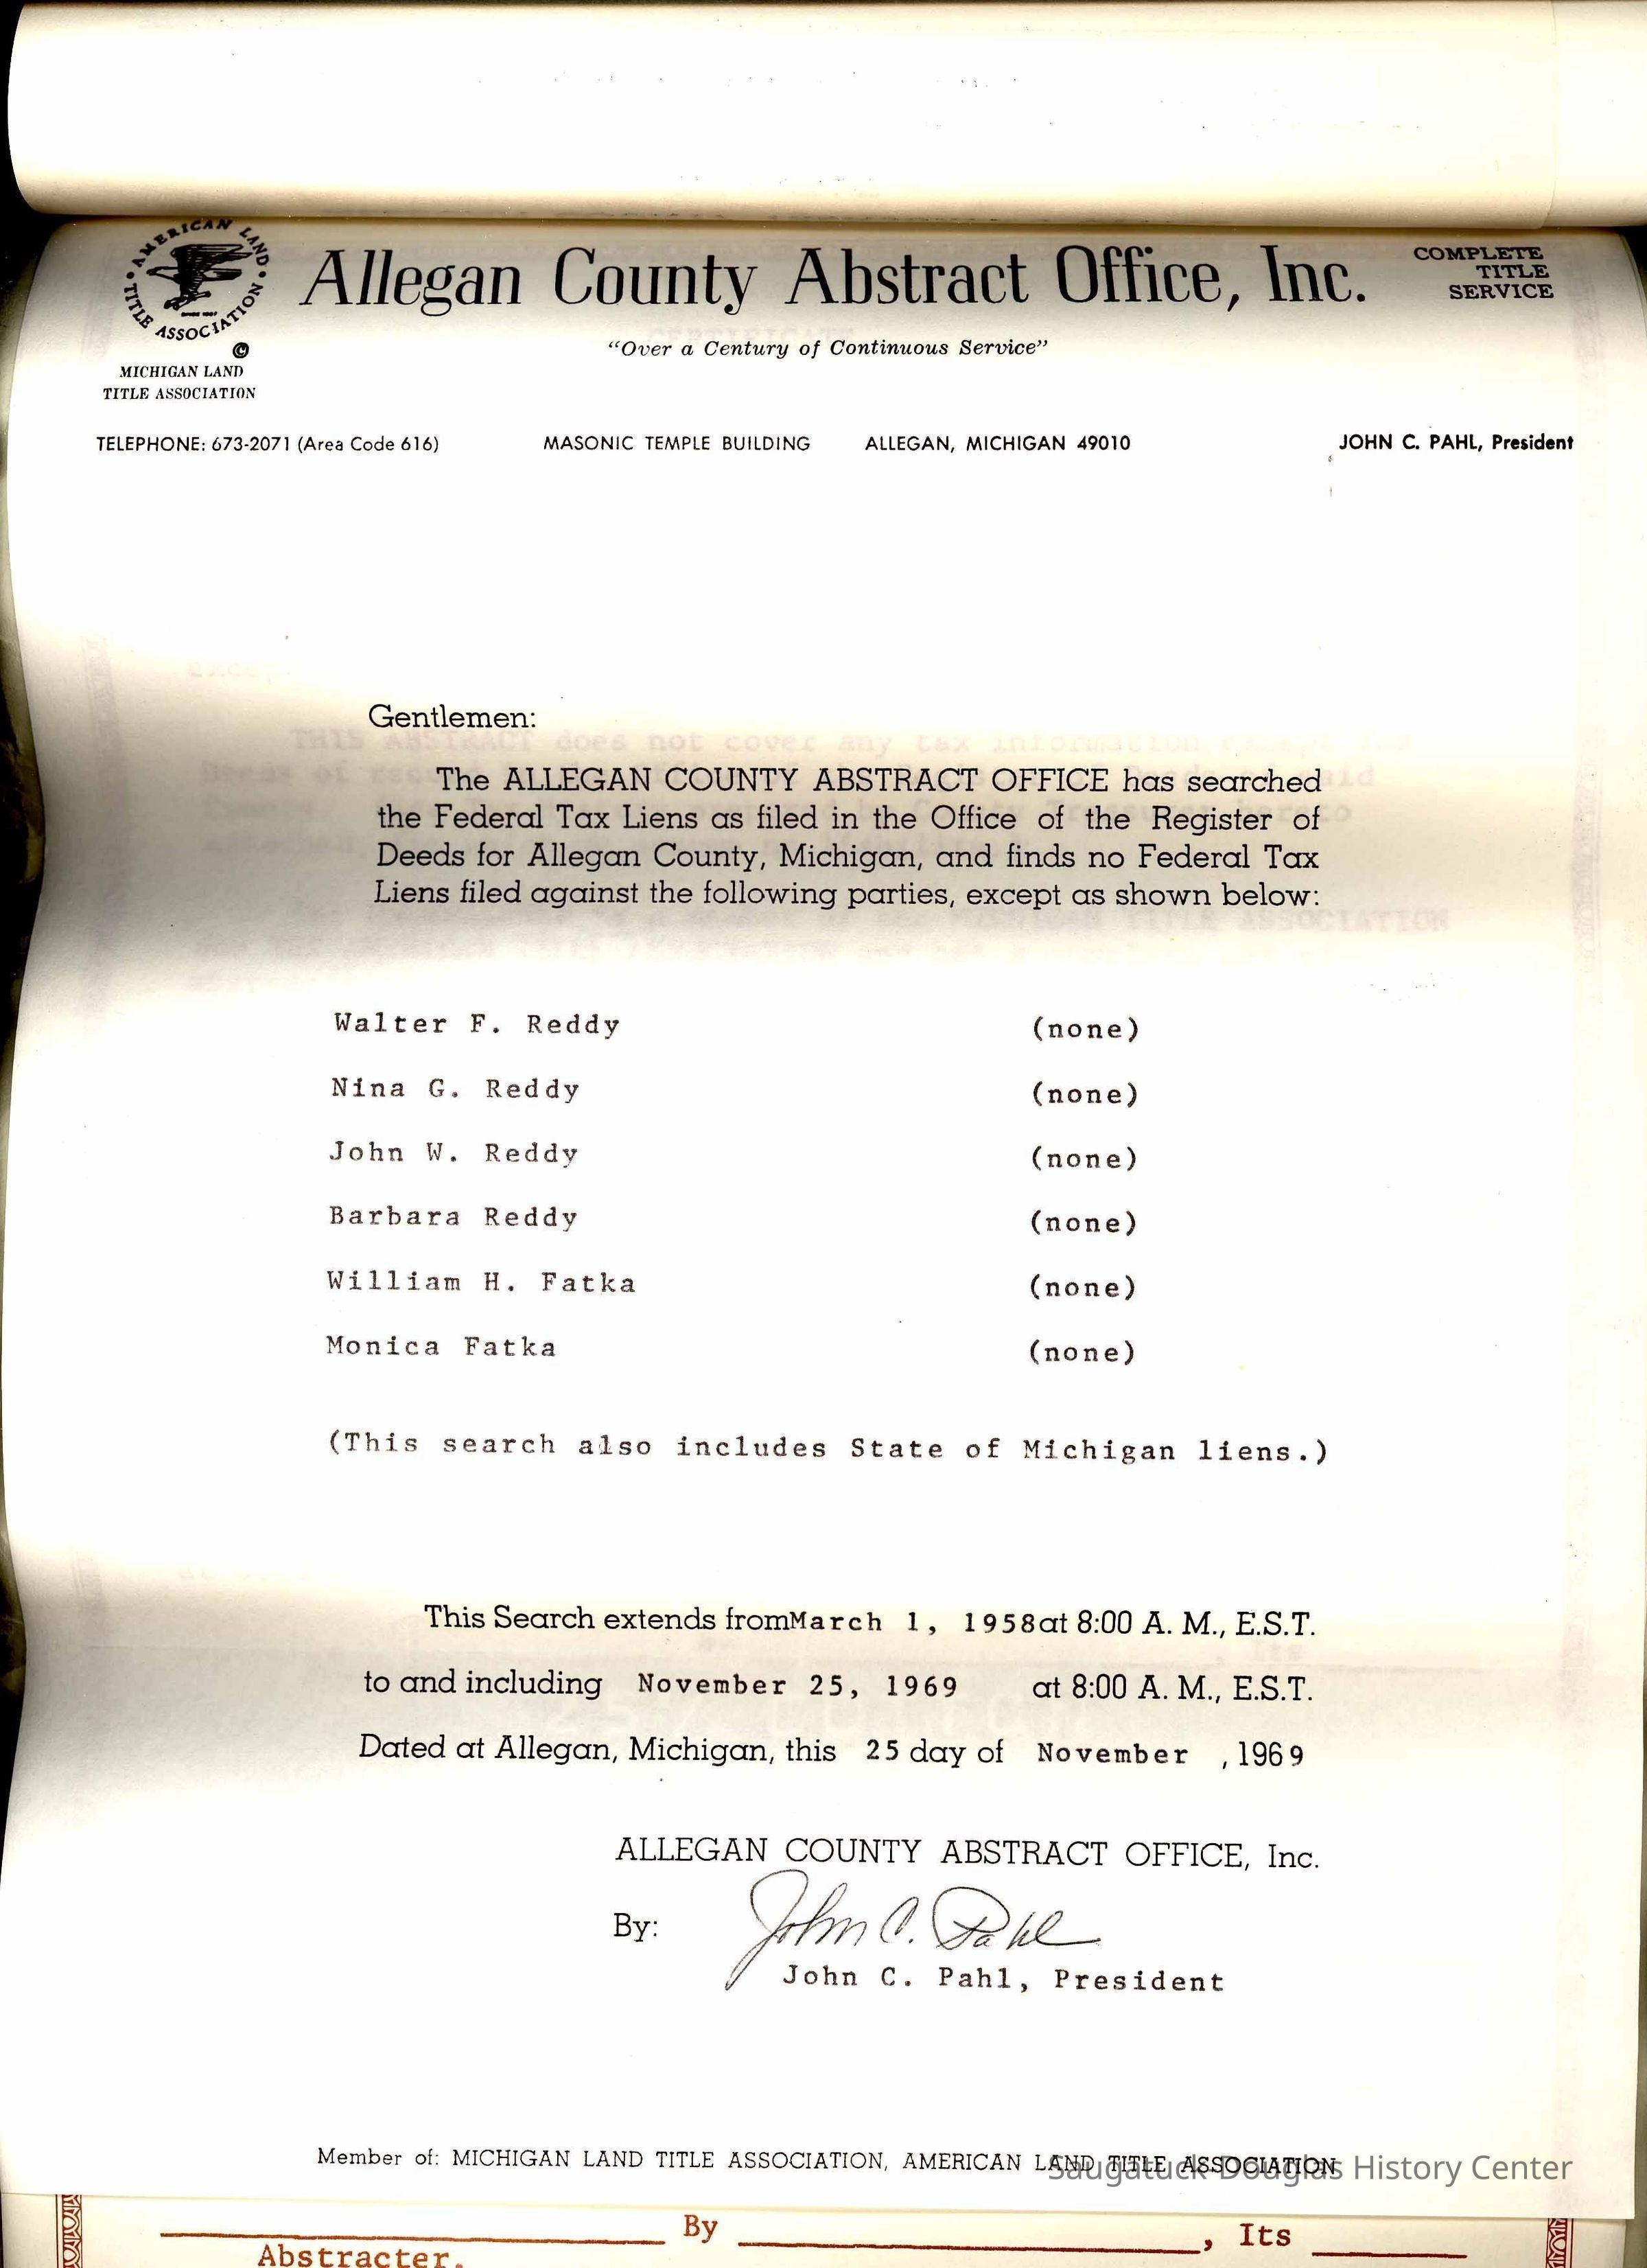 AMERICAN LAND TITLE ASSOCIATION
©
MICHIGAN LAND
TITLE ASSOCIATION
Allegan County Abstract Office, Inc.
COMPLETE
TITLE
SERVICE
“Over a Century of Continuous Service”
TELEPHONE: 673-2071 (Area Code 616) MASONIC TEMPLE BUILDING ALLEGAN, MICHIGAN 49010 JOHN C. PAHL, President
Gentlemen:
The ALLEGAN COUNTY ABSTRACT OFFICE has searched
the Federal Tax Liens as filed in the Office of the Register of
Deeds for Allegan County, Michigan, and finds no Federal Tax
Liens filed against the following parties, except as shown below:
Walter F. Reddy (none)
Nina G. Reddy (none)
John W. Reddy (none)
Barbara Reddy (none)
William H. Fatka (none)
Monica Fatka (none)
(This search also includes State of Michigan liens.)
This Search extends fromMarch 1, 1958at 8:00 A. M., E.S.T.
to and including November 25, 1969 at 8:00 A. M., E.S.T.
Dated at Allegan, Michigan, this 25 day of November , 1969
ALLEGAN COUNTY ABSTRACT OFFICE, Inc.
By: John C. Pahl
John C. Pahl, President
Member of: MICHIGAN LAND TITLE ASSOCIATION, AMERICAN LAND TITLE ASSOCIATION
Saugatuck-Douglas History Center
By , Its
Abstracter.